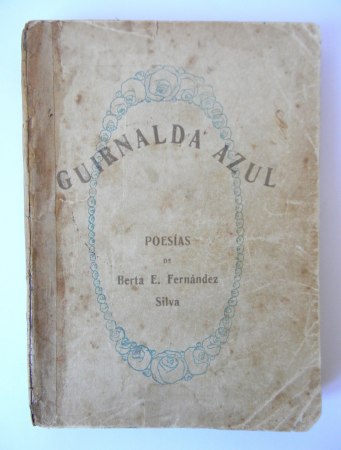 GUIRNALDA AZUL
POESÍAS
DE
Berta E. Fernández
Silva